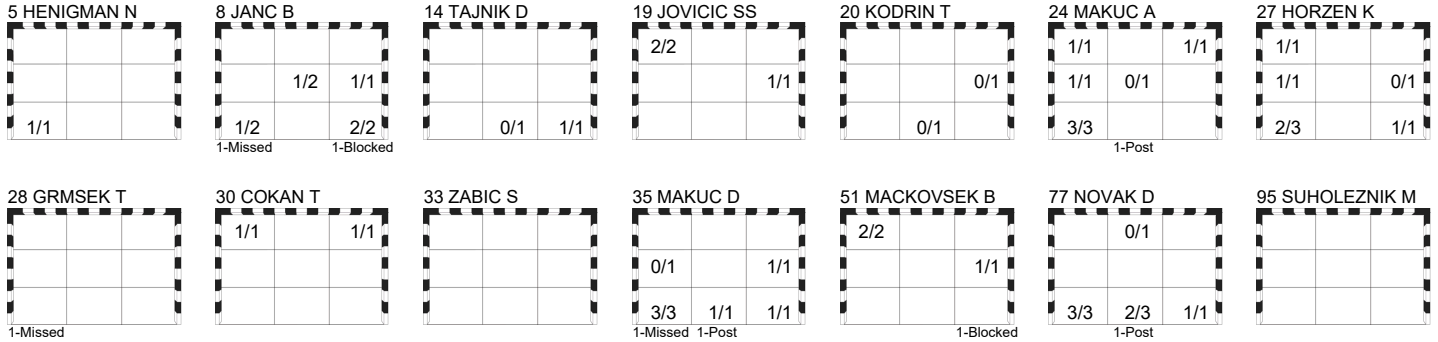 5 HENIGMAN N 8 JANC B 14 TAJNIK D 19 JOVICIC SS 20 KODRIN T 24 MAKUC A 27 HORZEN K
2/2 1/1 1/1 1/1
1/2 1/1 1/1 0/1 1/1 0/1 1/1 0/1
1/1 1/2 2/2 0/1 1/1 0/1 3/3 2/3 1/1
1-Missed 1-Blocked 1-Post
28 GRMSEK T 30 COKAN T 33 ZABIC S 35 MAKUC D 51 MACKOVSEK B 77 NOVAK D 95 SUHOLEZNIK M
1/1 1/1 2/2 0/1
0/1 1/1 1/1
3/3 1/1 1/1 3/3 2/3 1/1
1-Missed 1-Missed 1-Post 1-Blocked 1-Post